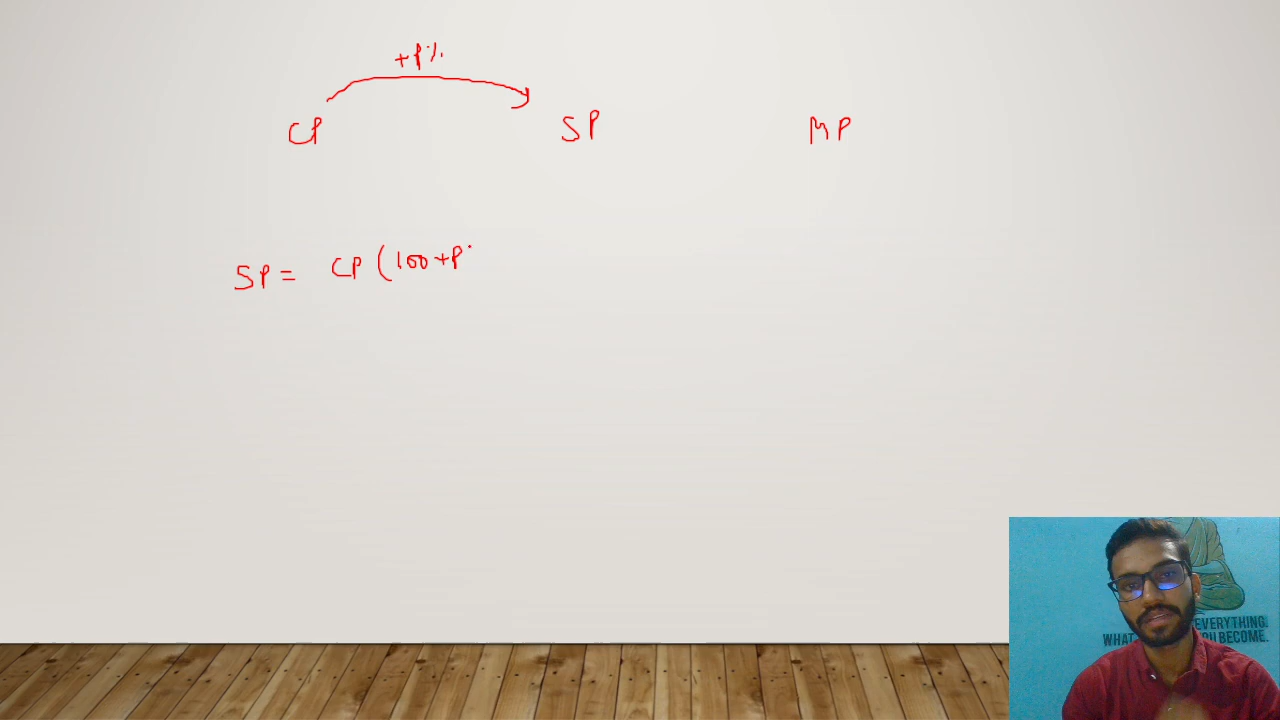 +P%
CP SP MP
SP = CP (100+P
EVERYTHING.
WHAT YOU BECOME.